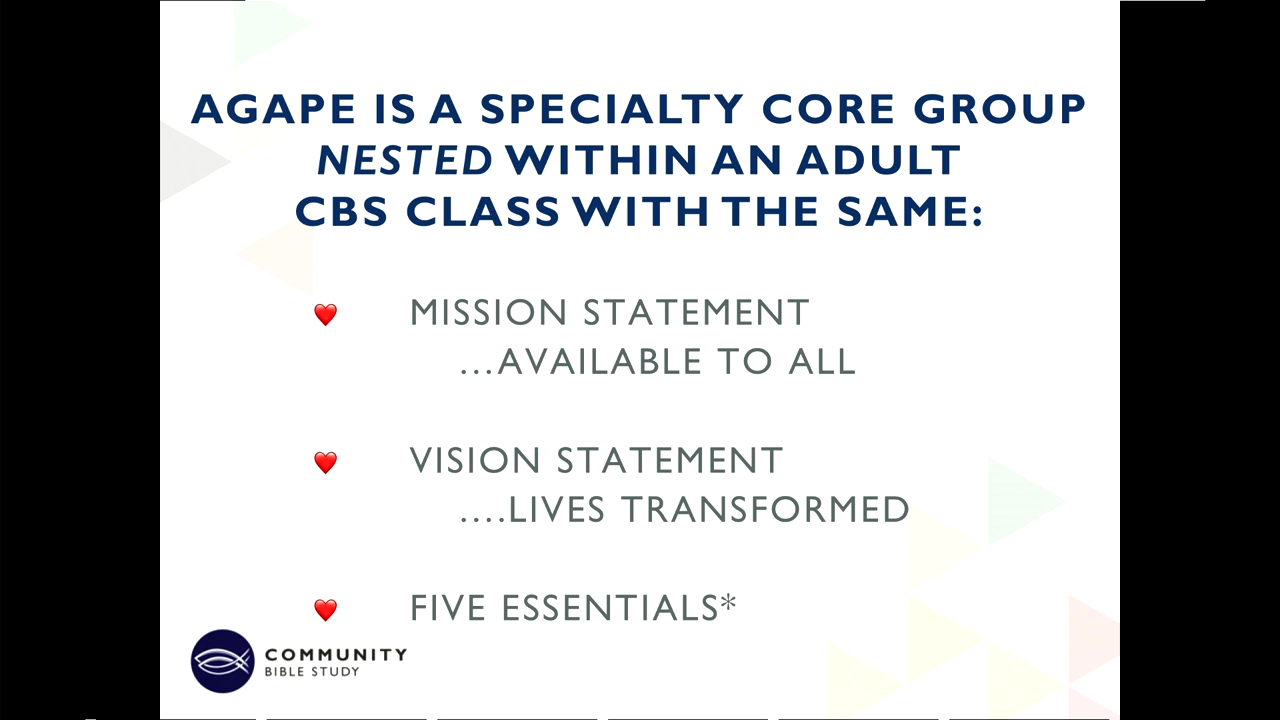 AGAPE IS A SPECIALTY CORE GROUP
NESTED WITHIN AN ADULT
CBS CLASS WITH THE SAME:
MISSION STATEMENT
...AVAILABLE TO ALL
VISION STATEMENT
....LIVES TRANSFORMED
FIVE ESSENTIALS*
COMMUNITY
BIBLE STUDY